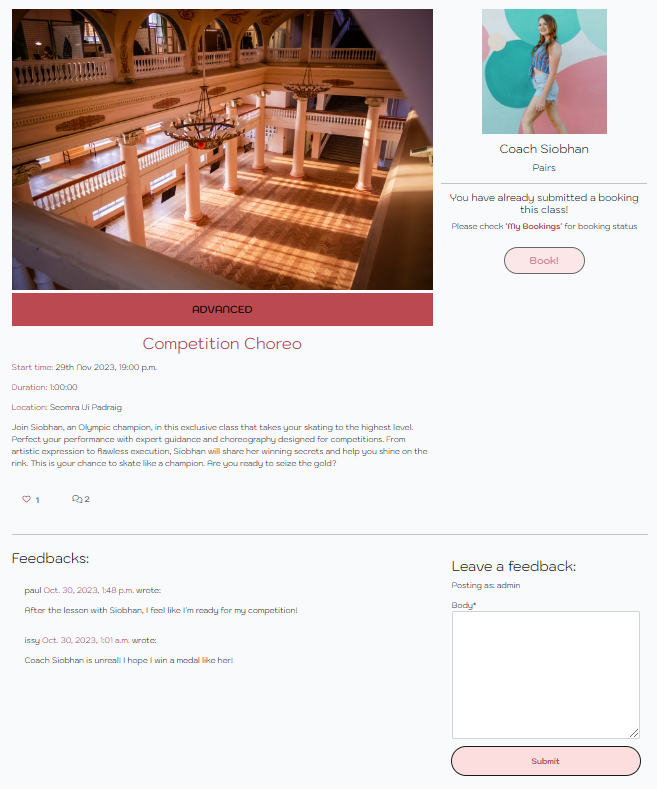 ADVANCED
Competition Choreo
Start time: 29th Nov 2023, 19:00 p.m.
Duration: 1:00:00
Location: Seomra Uí Padraig
Join Siobhan, an Olympic champion, in this exclusive class that takes your skating to the highest level.
Perfect your performance with expert guidance and choreography designed for competitions. From
artistic expression to flawless execution, Siobhan will share her winning secrets and help you shine on the
rink. This is your chance to skate like a champion. Are you ready to seize the gold?
1
2
Coach Siobhan
Pairs
You have already submitted a booking
this class!
Please check 'My Bookings' for booking status
Book!
Feedbacks:
paul Oct. 30, 2023, 1:48 p.m. wrote:
After the lesson with Siobhan, I feel like I'm ready for my competition!
issy Oct. 30, 2023, 1:01 a.m. wrote:
Coach Siobhan is unreal! I hope I win a medal like her!
Leave a feedback:
Posting as: admin
Body*
Submit